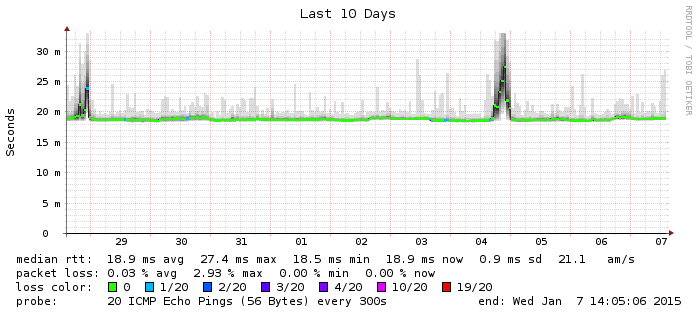 Last 10 Days
RRDTOOL / TOBI OETIKER
Seconds
30 m
25 m
20 m
15 m
10 m
5 m
0
29 30 31 01 02 03 04 05 06 07
median rtt: 18.9 ms avg 27.4 ms max 18.5 ms min 18.9 ms now 0.9 ms sd 21.1 am/s
packet loss: 0.03 % avg 2.93 % max 0.00 % min 0.00 % now
loss color: 0 1/20 2/20 3/20 4/20 10/20 19/20
probe: 20 ICMP Echo Pings (56 Bytes) every 300s end: Wed Jan 7 14:05:06 2015